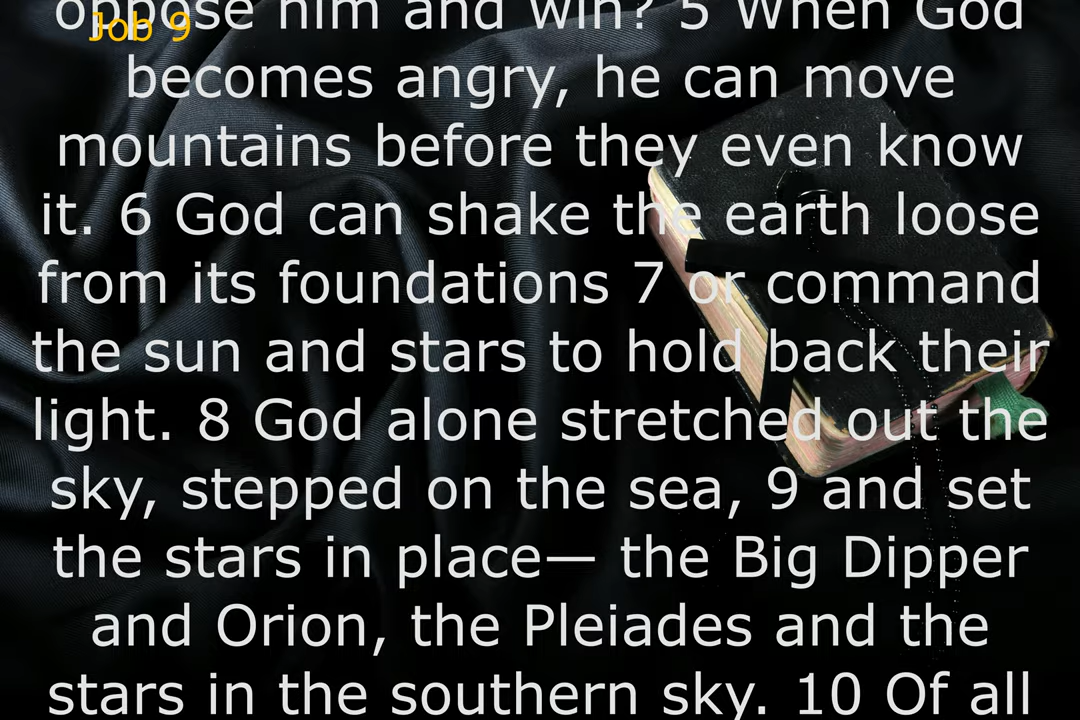 oppose him and win? 5 When God
Job 9
becomes angry, he can move
mountains before they even know
it. 6 God can shake the earth loose
from its foundations 7 or command
the sun and stars to hold back their
light. 8 God alone stretched out the
sky, stepped on the sea, 9 and set
the stars in place— the Big Dipper
and Orion, the Pleiades and the
stars in the southern sky. 10 Of all